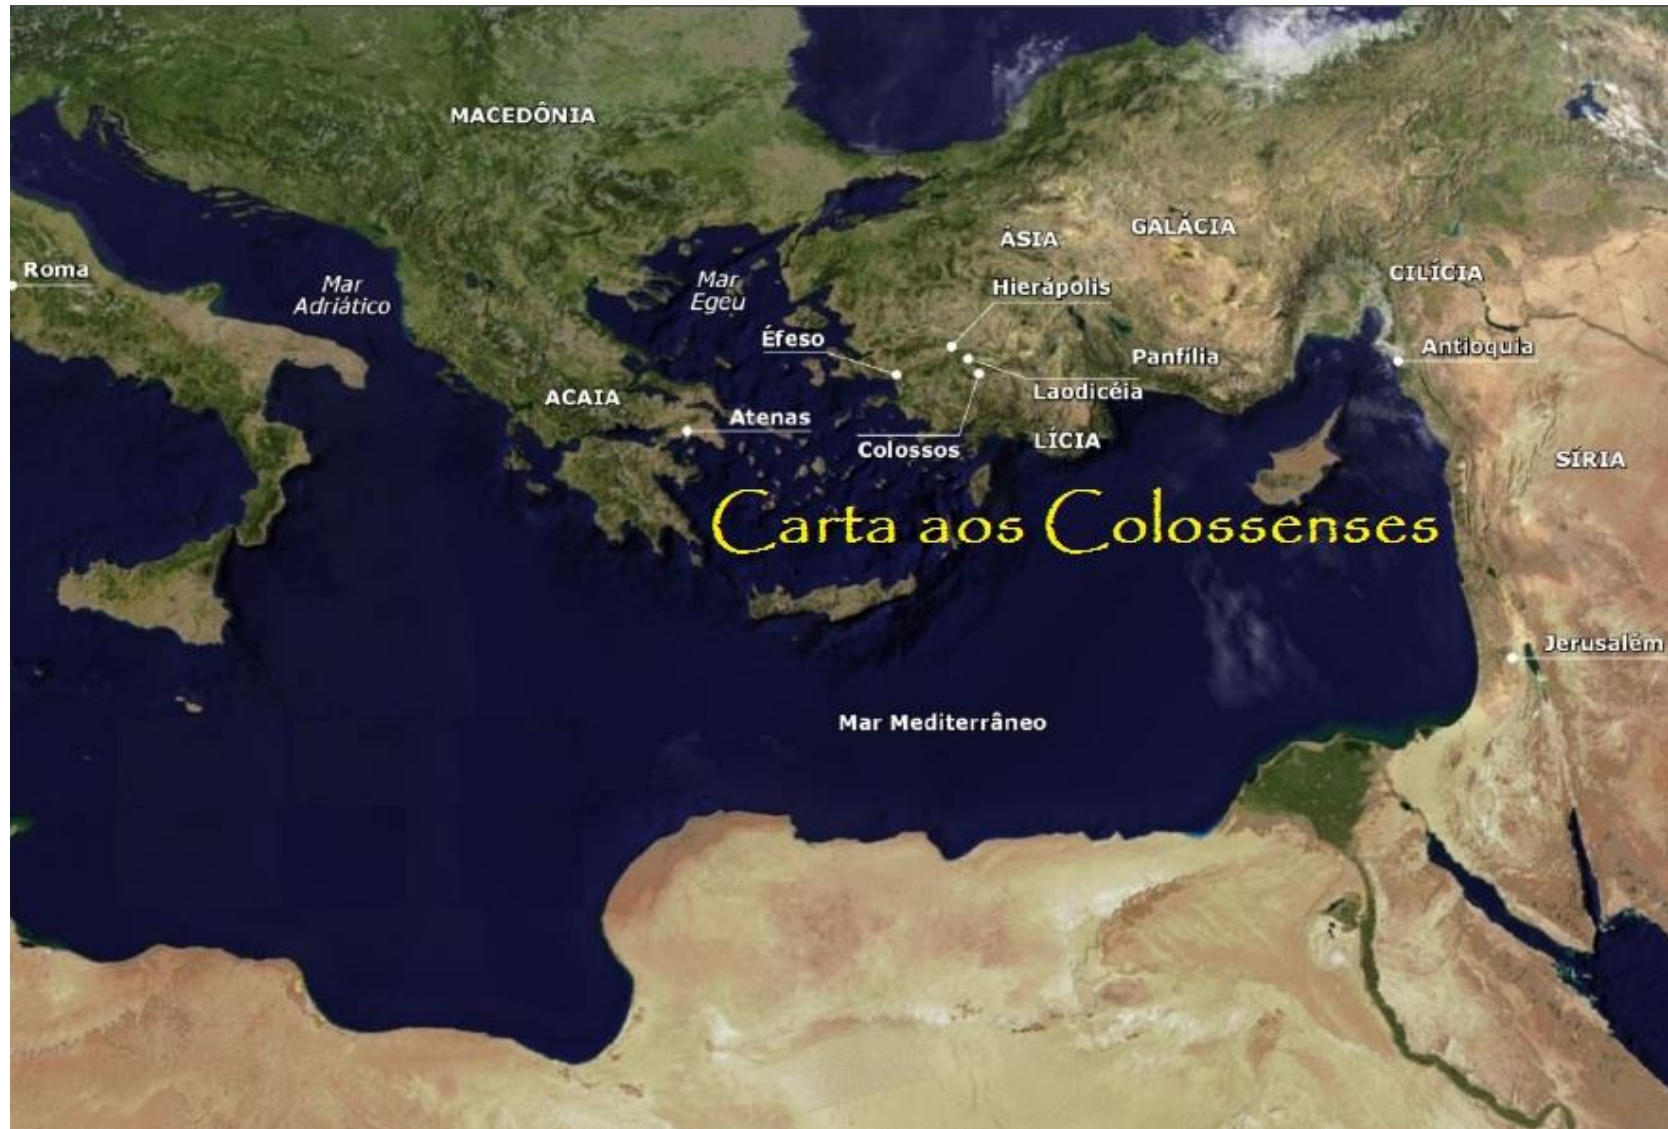 MACEDÔNIA
ÁSIA
GALÁCIA
Roma
Mar
Adriático
Mar
Egeu
Hierápolis
CILÍCIA
Éfeso
Panfília
Antioquia
ACAIA
Atenas
Laodicéia
Colossos
LÍCIA
SÍRIA
Carta aos Colossenses
Jerusalém
Mar Mediterrâneo